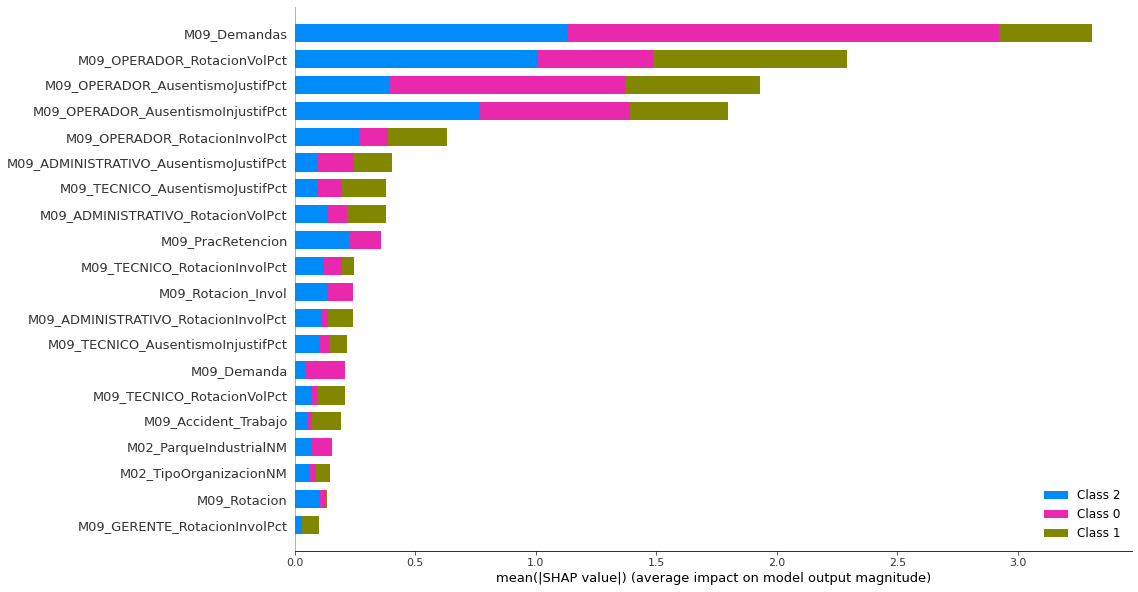 M09_Demandas
M09_OPERADOR_RotacionVolPct
M09_OPERADOR_AusentismoJustifPct
M09_OPERADOR_AusentismoInjustifPct
M09_OPERADOR_RotacionInvolPct
M09_ADMINISTRATIVO_AusentismoJustifPct
M09_TECNICO_AusentismoJustifPct
M09_ADMINISTRATIVO_RotacionVolPct
M09_PracRetencion
M09_TECNICO_RotacionInvolPct
M09_Rotacion_Invol
M09_ADMINISTRATIVO_RotacionInvolPct
M09_TECNICO_AusentismoInjustifPct
M09_Demanda
M09_TECNICO_RotacionVolPct
M09_Accident_Trabajo
M02_ParqueIndustrialNM
M02_TipoOrganizacionNM
M09_Rotacion
M09_GERENTE_RotacionInvolPct
Class 2
Class 0
Class 1
0.0 0.5 1.0 1.5 2.0 2.5 3.0
mean(|SHAP value|) (average impact on model output magnitude)